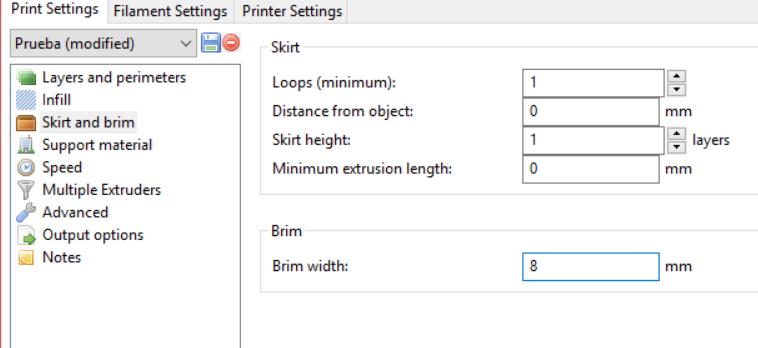 Print Settings Filament Settings Printer Settings
Prueba (modified)
Layers and perimeters
Infill
Skirt and brim
Support material
Speed
Multiple Extruders
Advanced
Output options
Notes
Skirt
Loops (minimum): 1
Distance from object: 0 mm
Skirt height: 1 layers
Minimum extrusion length: 0 mm
Brim
Brim width: 8 mm